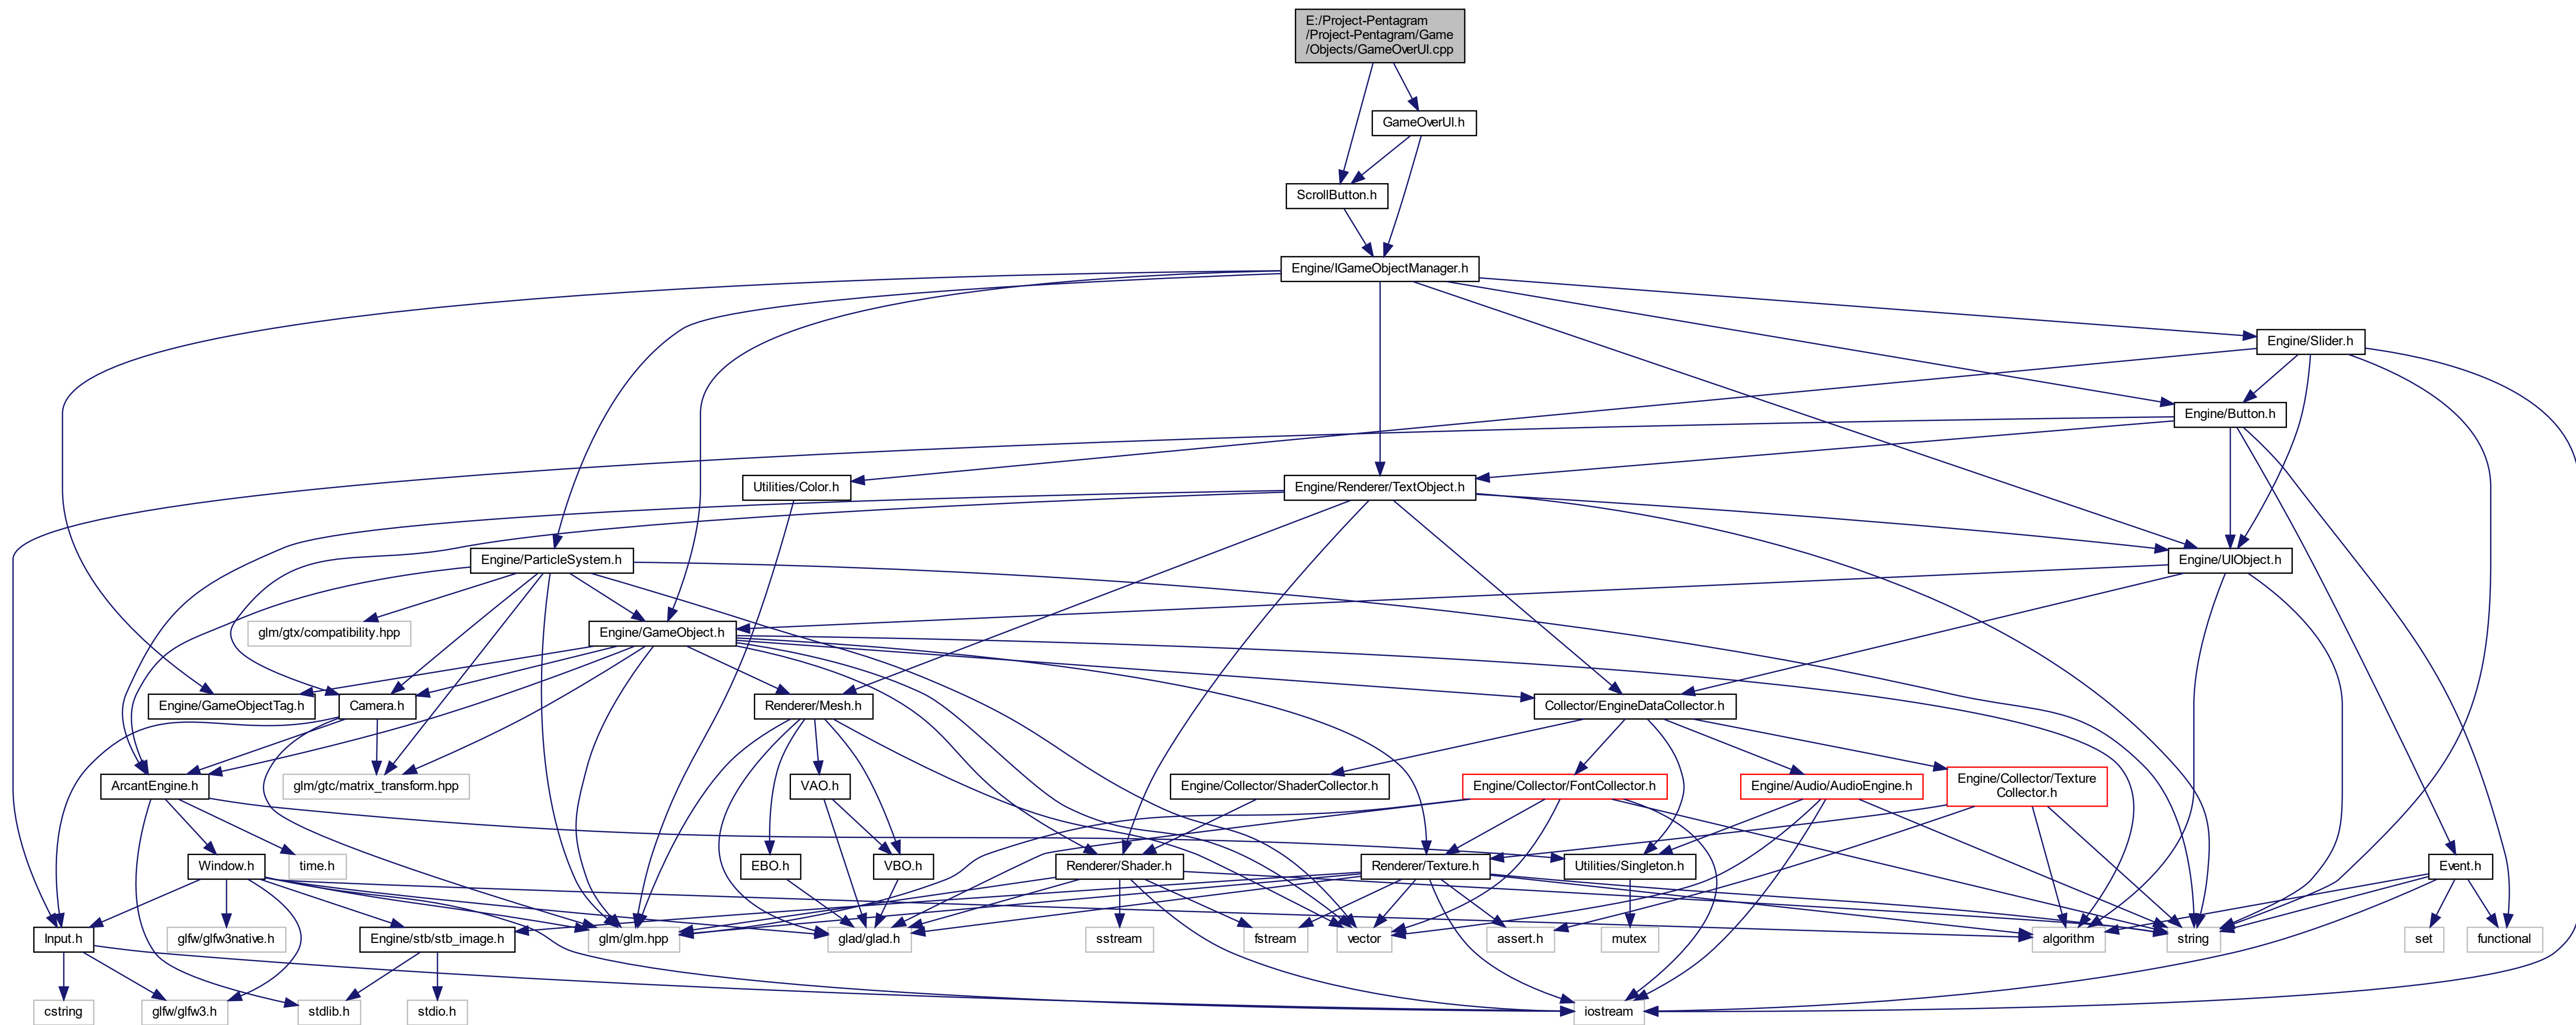 E:/Project-Pentagram
/Project-Pentagram/Game
/Objects/GameOverUI.cpp
GameOverUI.h
ScrollButton.h
Engine/IGameObjectManager.h
Engine/Slider.h
Engine/Button.h
Utilities/Color.h
Engine/Renderer/TextObject.h
Engine/ParticleSystem.h
Engine/UIObject.h
glm/gtx/compatibility.hpp
Engine/GameObject.h
Engine/GameObjectTag.h
Camera.h
Renderer/Mesh.h
Collector/EngineDataCollector.h
ArcantEngine.h
glm/gtc/matrix_transform.hpp
VAO.h
Engine/Collector/ShaderCollector.h
Engine/Collector/FontCollector.h
Engine/Audio/AudioEngine.h
Engine/Collector/Texture
Collector.h
Window.h
time.h
EBO.h
VBO.h
Renderer/Shader.h
Renderer/Texture.h
Utilities/Singleton.h
Event.h
Input.h
glfw/glfw3native.h
Engine/stb/stb_image.h
glm/glm.hpp
glad/glad.h
sstream
fstream
vector
assert.h
mutex
algorithm
string
set
functional
cstring
glfw/glfw3.h
stdlib.h
stdio.h
iostream